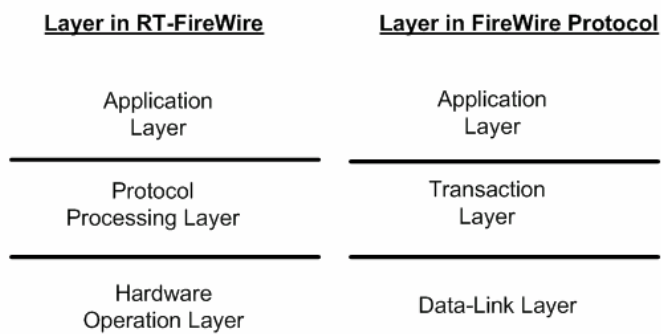 Layer in RT-FireWire
Layer in FireWire Protocol
Application
Layer
Application
Layer
Protocol
Processing Layer
Transaction
Layer
Hardware
Operation Layer
Data-Link Layer